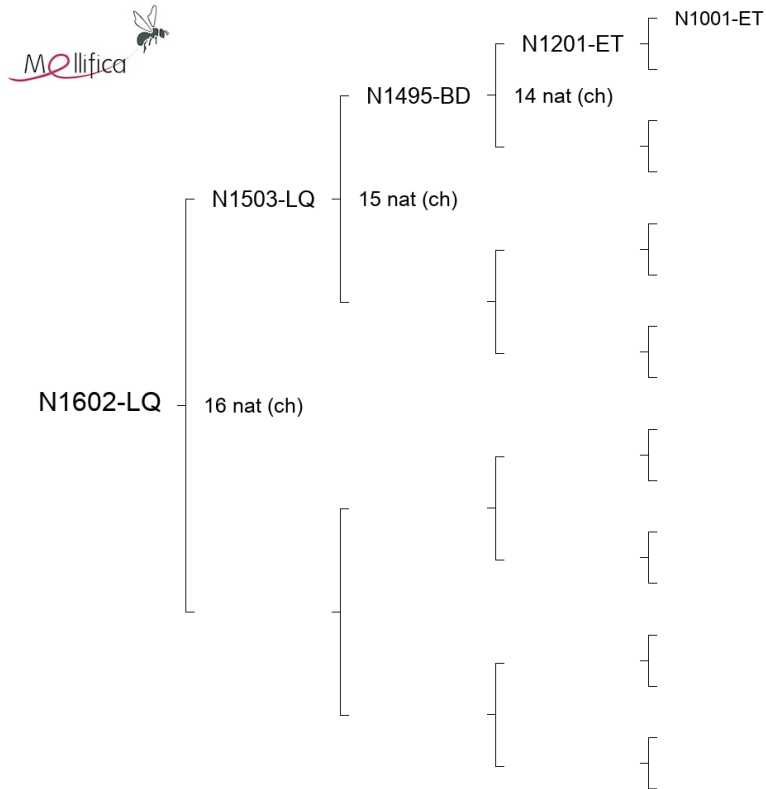 Mellifica
N1001-ET
N1201-ET
N1495-BD
14 nat (ch)
N1503-LQ
15 nat (ch)
N1602-LQ
16 nat (ch)